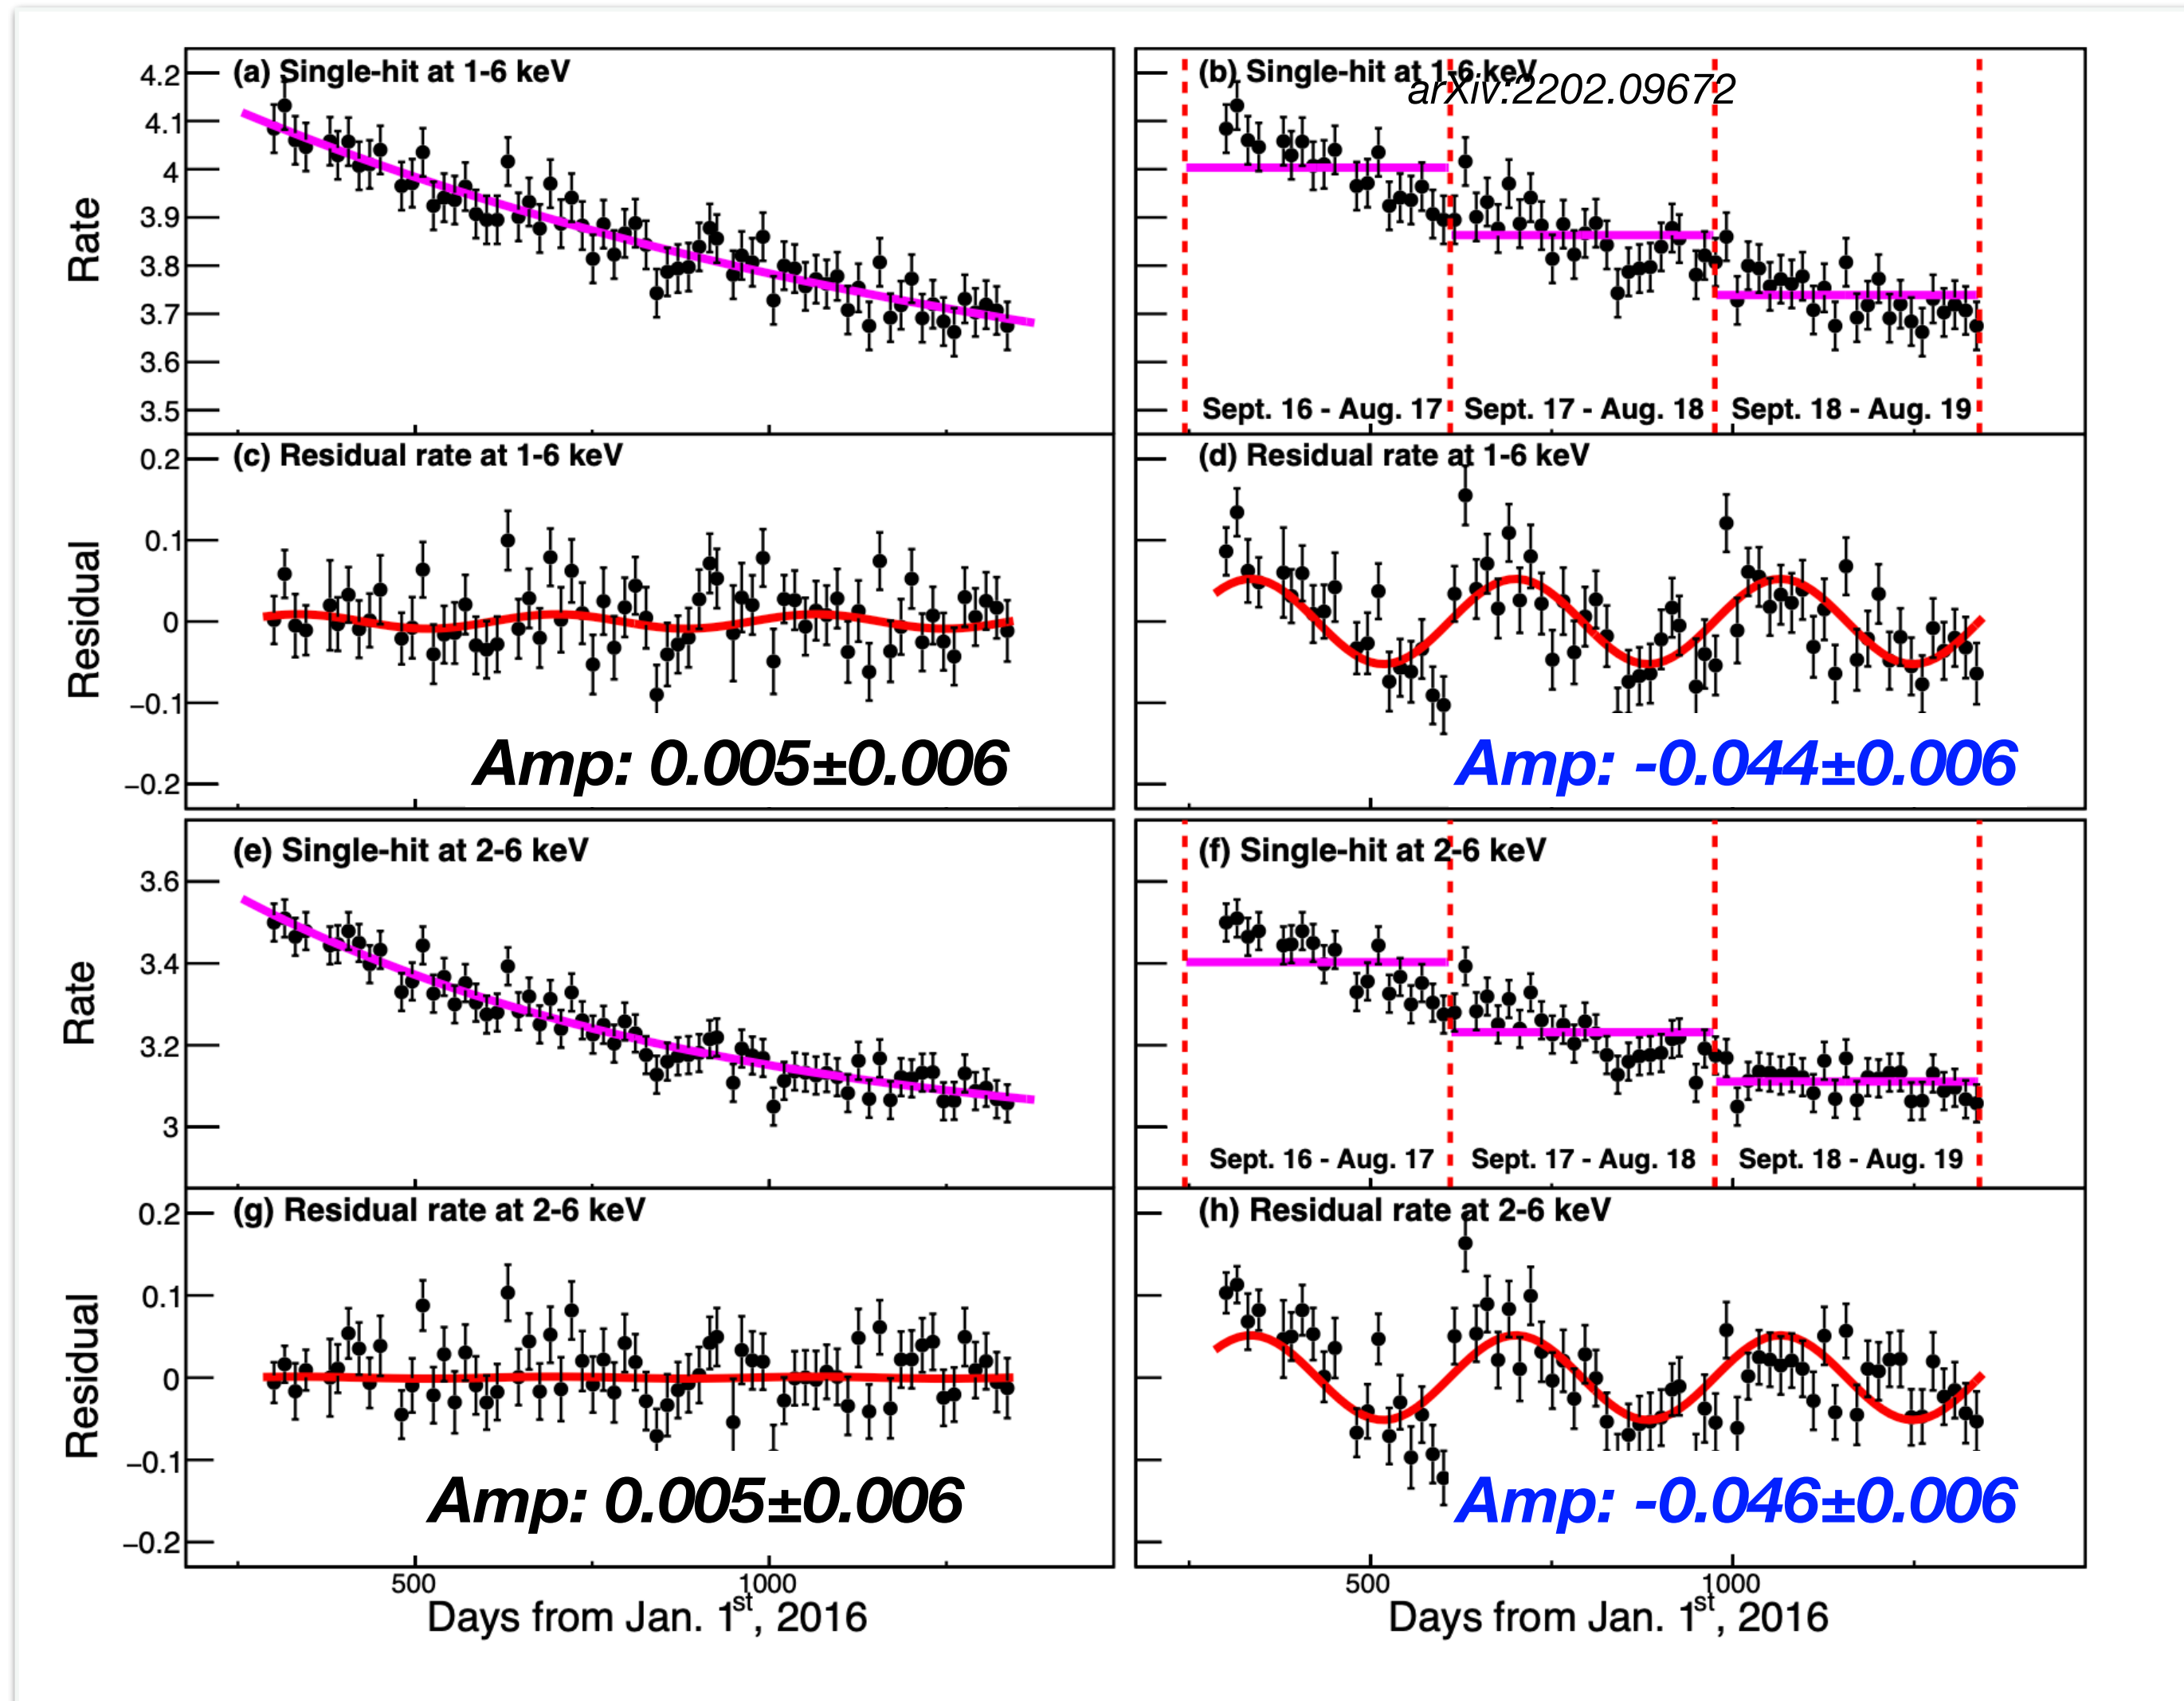 (a) Single-hit at 1-6 keV
(b) Single-hit at 1-6 keV
arXiv:2202.09672
4.2
4.1
4
3.9
3.8
3.7
3.6
3.5
Rate
Sept. 16 - Aug. 17
Sept. 17 - Aug. 18
Sept. 18 - Aug. 19
(c) Residual rate at 1-6 keV
(d) Residual rate at 1-6 keV
0.2
0.1
0
−0.1
−0.2
Residual
Amp: 0.005±0.006
Amp: -0.044±0.006
(e) Single-hit at 2-6 keV
(f) Single-hit at 2-6 keV
3.6
3.4
3.2
3
Rate
Sept. 16 - Aug. 17
Sept. 17 - Aug. 18
Sept. 18 - Aug. 19
(g) Residual rate at 2-6 keV
(h) Residual rate at 2-6 keV
0.2
0.1
0
−0.1
−0.2
Residual
Amp: 0.005±0.006
Amp: -0.046±0.006
500
1000
500
1000
Days from Jan. 1st, 2016
Days from Jan. 1st, 2016